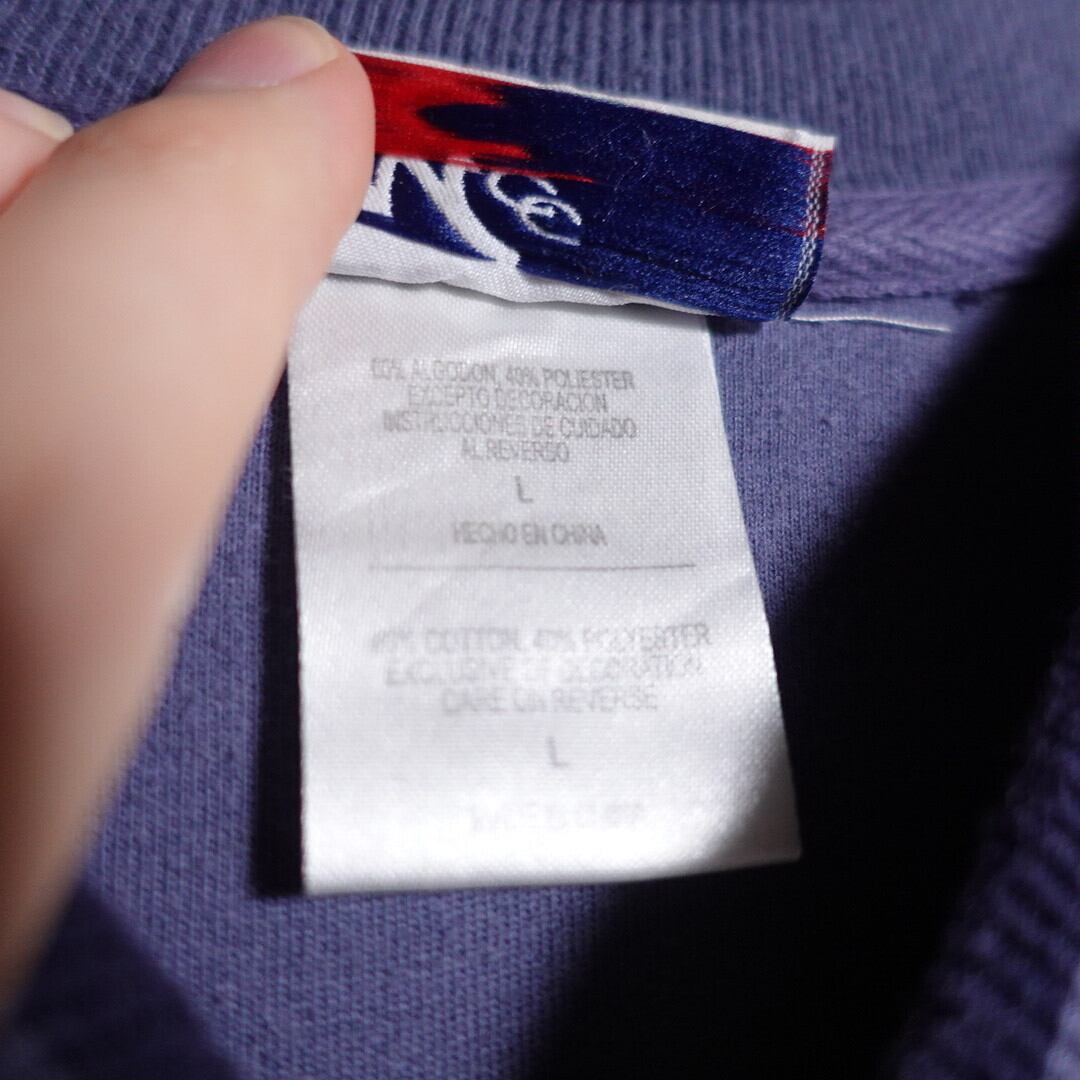 60% ALGODON, 40% POLIESTER
EXCEPTO DECORACION
INSTRUCCIONES DE CUIDADO
AL REVERSO
L
HECHO EN CHINA
60% COTTON, 40% POLYESTER
EXCLUSIVE OF DECORATION
CARE ON REVERSE
L